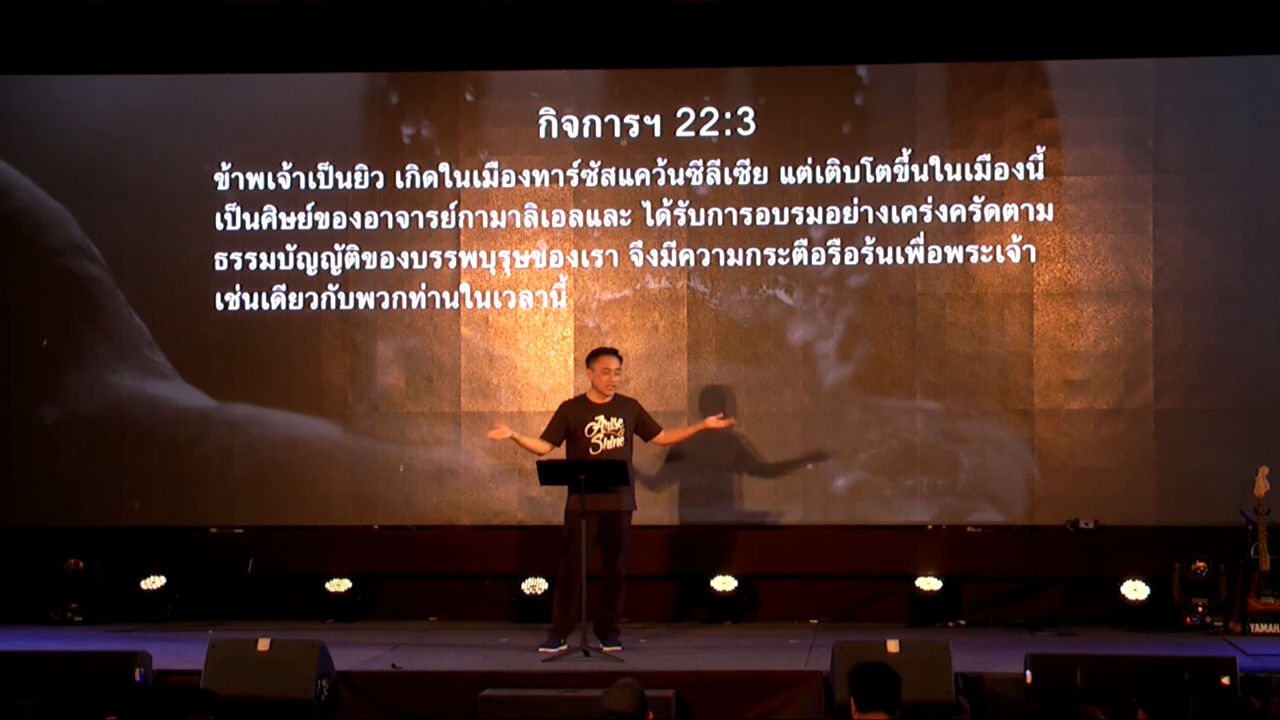 กิจการฯ 22:3
ข้าพเจ้าเป็นยิว เกิดในเมืองทาร์ซัสแคว้นซีลีเซีย แต่เติบโตขึ้นในเมืองนี้
เป็นศิษย์ของอาจารย์กามาลิเอลและ ได้รับการอบรมอย่างเคร่งครัดตาม
ธรรมบัญญัติของบรรพบุรุษของเรา จึงมีความกระตือรือร้นเพื่อพระเจ้า
เช่นเดียวกับพวกท่านในเวลานี้
Arise
&
Shine
YAMAHA